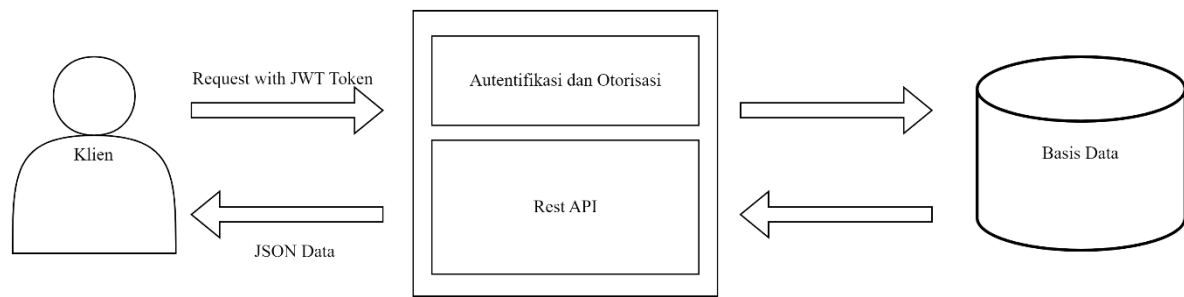 Request with JWT Token
Autentifikasi dan Otorisasi
Klien
Basis Data
Rest API
JSON Data